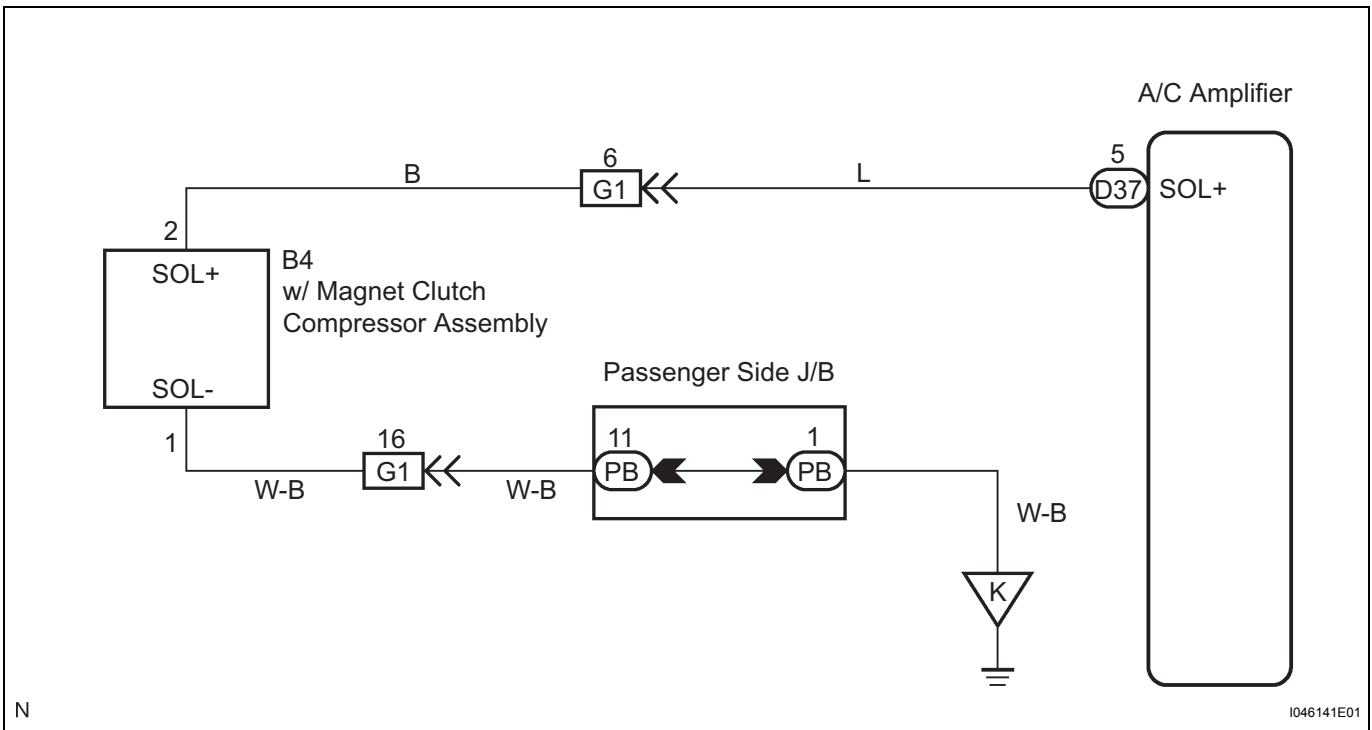 A/C Amplifier
6
5
B
L
G1
D37
SOL+
2
SOL+
B4
w/ Magnet Clutch
Compressor Assembly
SOL-
Passenger Side J/B
1
16
11
1
G1
PB
PB
W-B
W-B
W-B
K
N
I046141E01